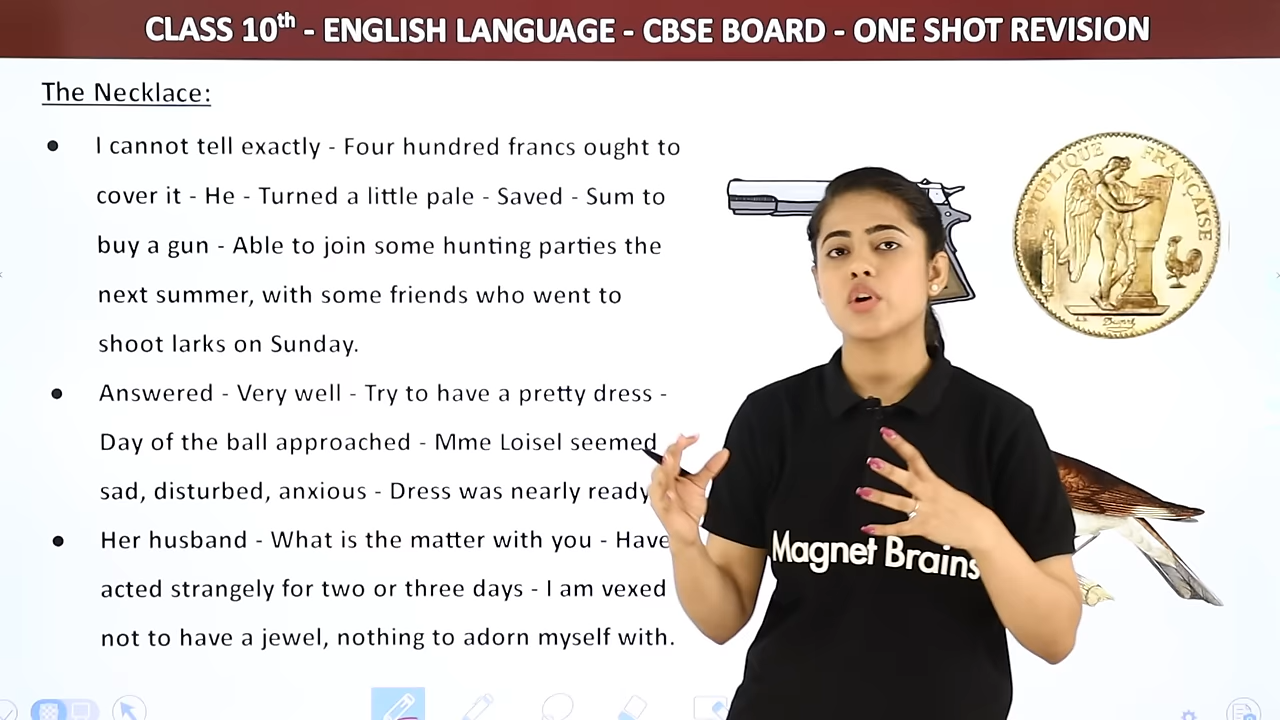 CLASS 10th - ENGLISH LANGUAGE - CBSE BOARD - ONE SHOT REVISION
The Necklace:
● I cannot tell exactly - Four hundred francs ought to
cover it - He - Turned a little pale - Saved - Sum to
buy a gun - Able to join some hunting parties the
next summer, with some friends who went to
shoot larks on Sunday.
● Answered - Very well - Try to have a pretty dress -
Day of the ball approached - Mme Loisel seemed
sad, disturbed, anxious - Dress was nearly ready
● Her husband - What is the matter with you - Have
acted strangely for two or three days - I am vexed
not to have a jewel, nothing to adorn myself with.
FRANÇAISE
Magnet Brains